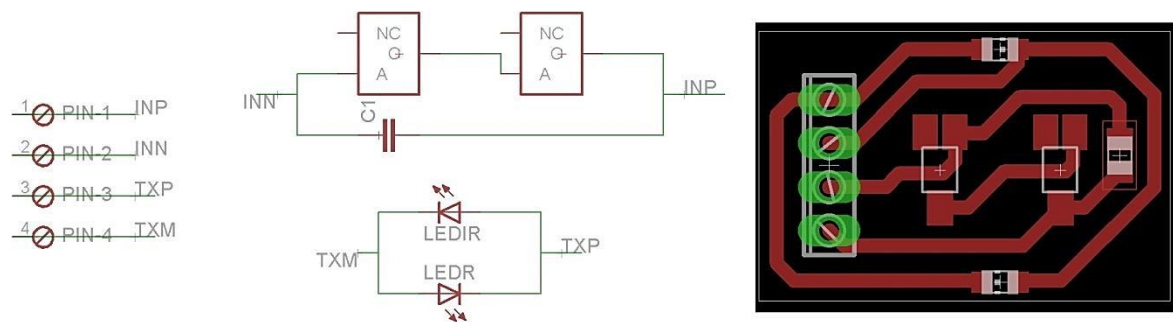 1 PIN-1 INP
2 PIN-2 INN
3 PIN-3 TXP
4 PIN-4 TXM
NC
C
A
NC
C
A
INN
C1
INP
LEDIR
TXM
TXP
LEDR